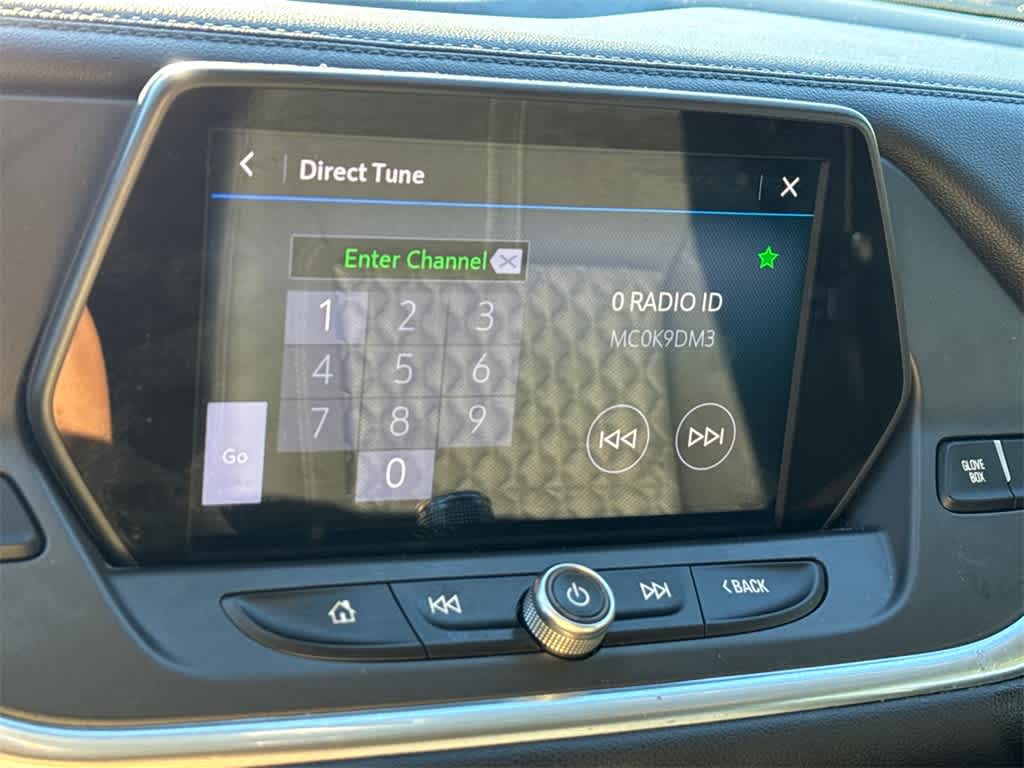 Direct Tune
Enter Channel
1 2 3
4 5 6
7 8 9
0
Go
0 RADIO ID
MC0K9DM3
GLOVE
BOX
BACK